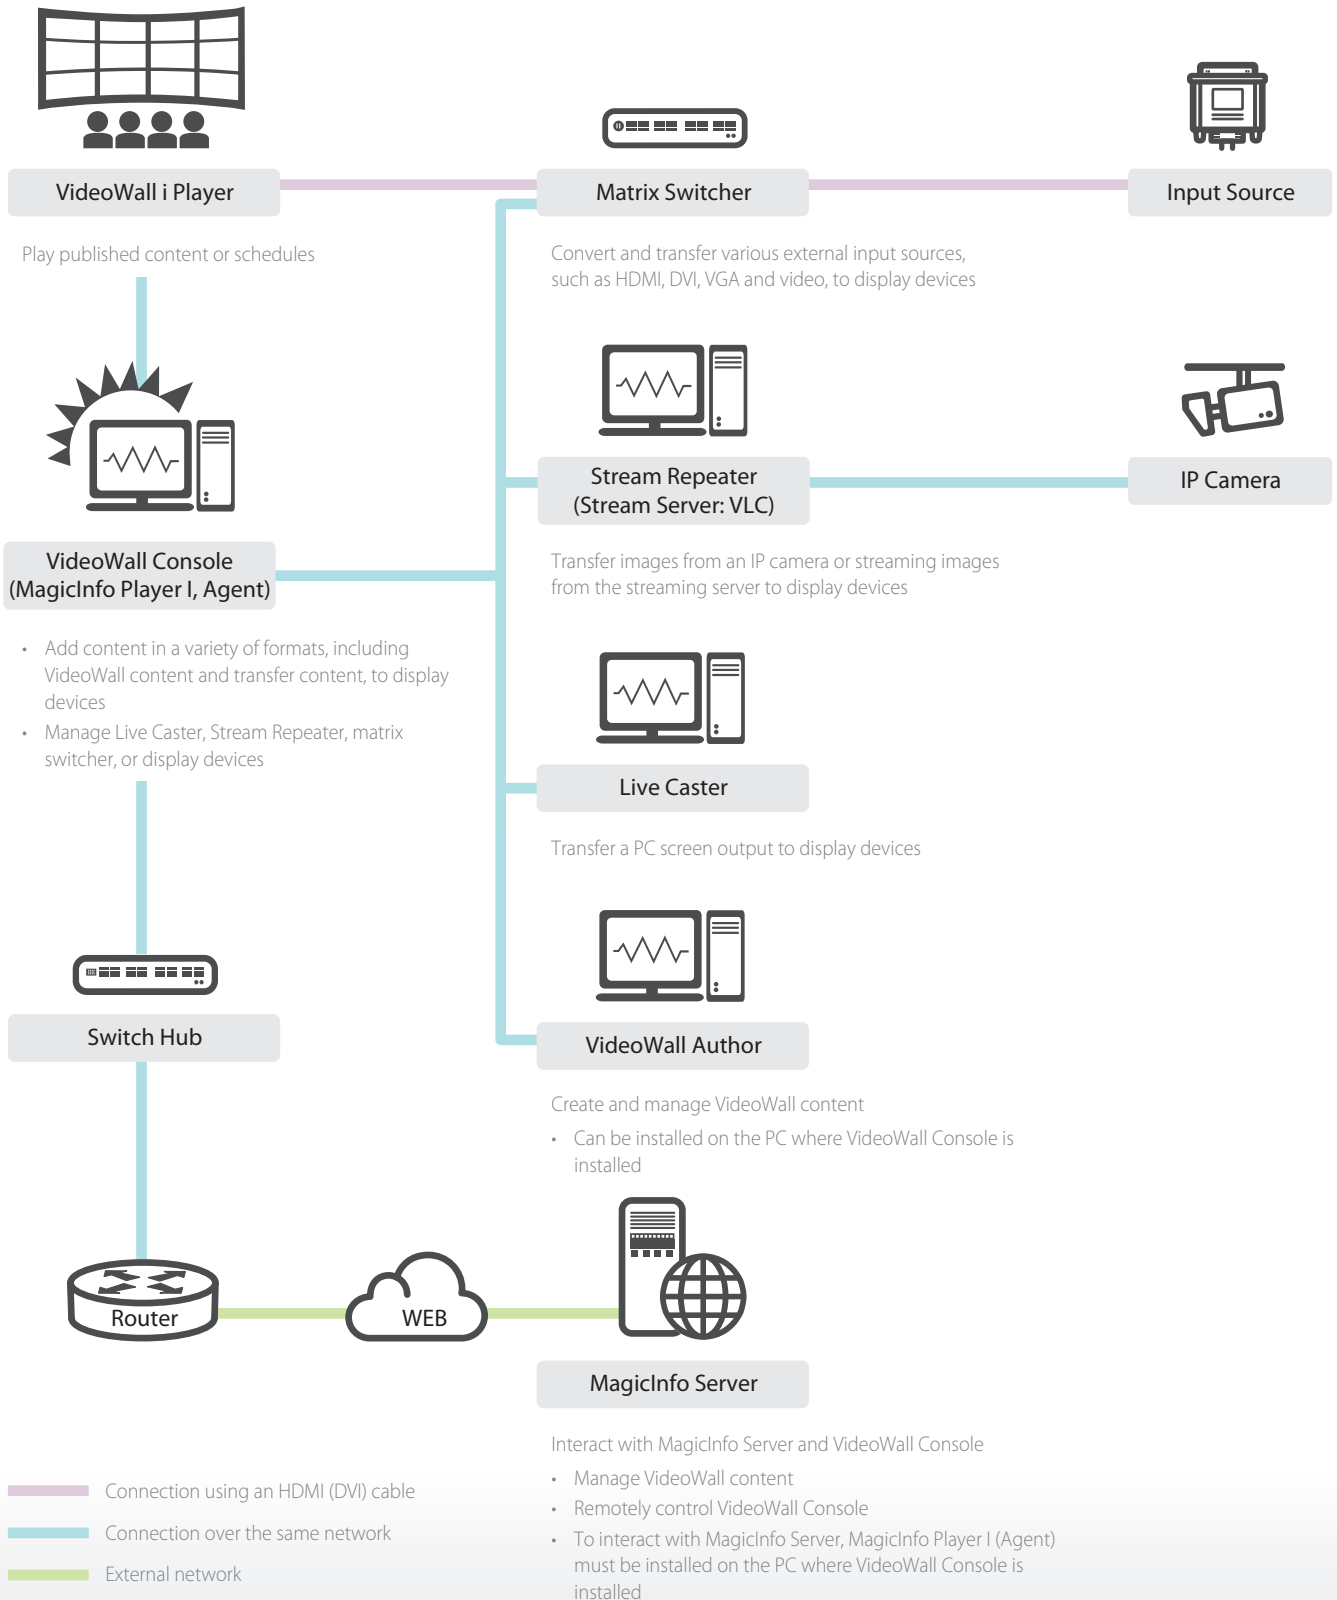 VideoWall i Player
Matrix Switcher
Input Source
Play published content or schedules
Convert and transfer various external input sources,
such as HDMI, DVI, VGA and video, to display devices
Stream Repeater
(Stream Server: VLC)
IP Camera
VideoWall Console
(MagicInfo Player I, Agent)
Transfer images from an IP camera or streaming images
from the streaming server to display devices
• Add content in a variety of formats, including
VideoWall content and transfer content, to display
devices
• Manage Live Caster, Stream Repeater, matrix
switcher, or display devices
Live Caster
Transfer a PC screen output to display devices
Switch Hub
VideoWall Author
Create and manage VideoWall content
• Can be installed on the PC where VideoWall Console is
installed
Router
WEB
MagicInfo Server
Interact with MagicInfo Server and VideoWall Console
• Manage VideoWall content
• Remotely control VideoWall Console
• To interact with MagicInfo Server, MagicInfo Player I (Agent)
must be installed on the PC where VideoWall Console is
installed
Connection using an HDMI (DVI) cable
Connection over the same network
External network